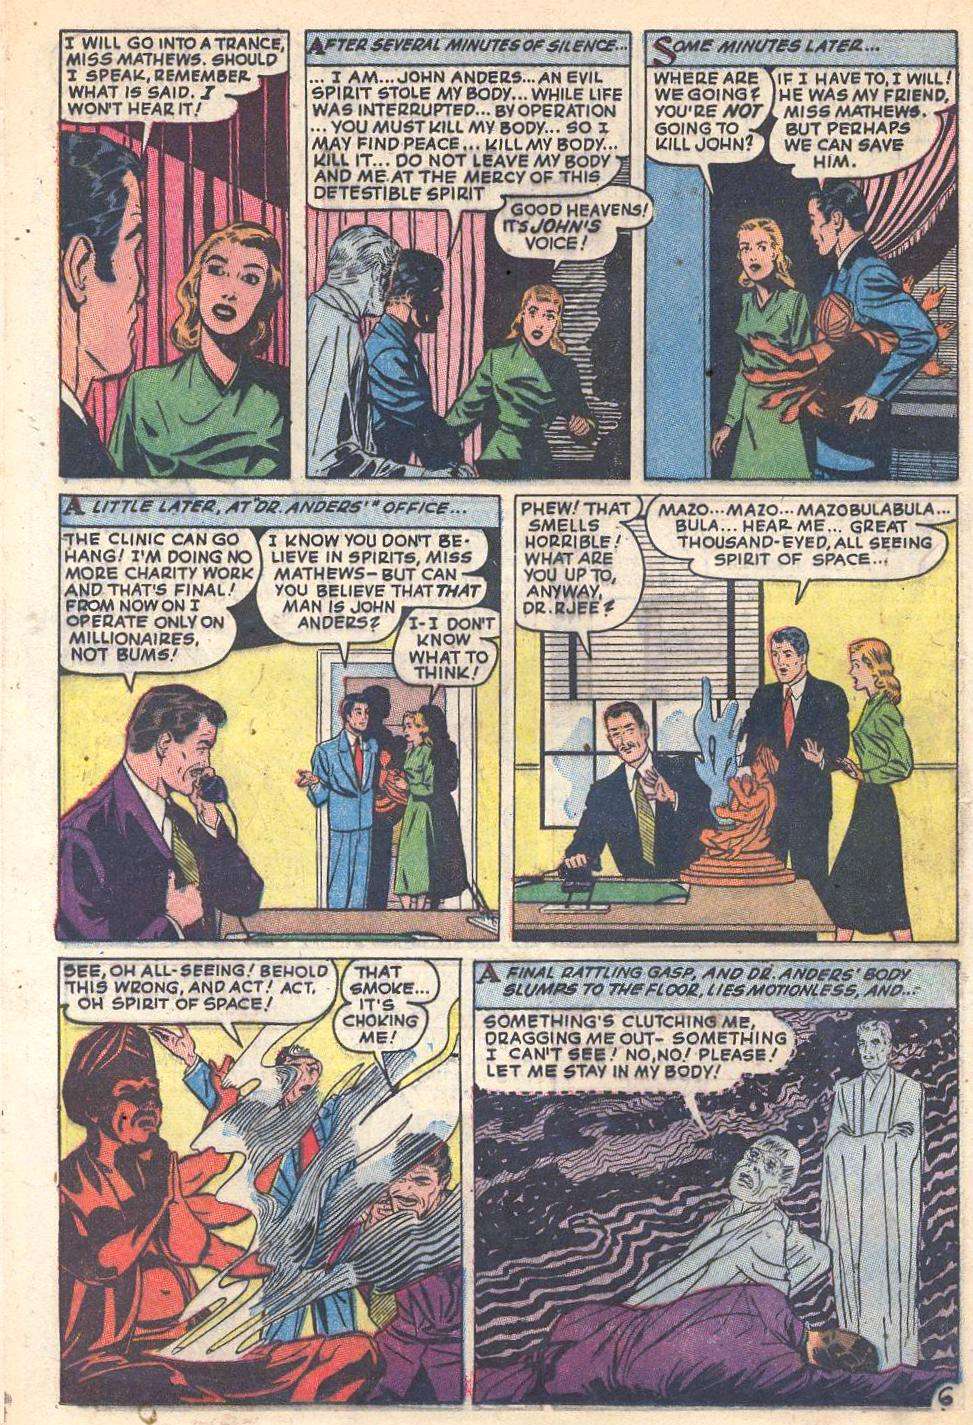 I WILL GO INTO A TRANCE,
MISS MATHEWS. SHOULD
I SPEAK, REMEMBER
WHAT IS SAID. I
WON'T HEAR IT!
AFTER SEVERAL MINUTES OF SILENCE...
... I AM... JOHN ANDERS... AN EVIL
SPIRIT STOLE MY BODY... WHILE LIFE
WAS INTERRUPTED... BY OPERATION
... YOU MUST KILL MY BODY... SO I
MAY FIND PEACE... KILL MY BODY...
KILL IT... DO NOT LEAVE MY BODY
AND ME AT THE MERCY OF THIS
DETESTIBLE SPIRIT
GOOD HEAVENS!
IT'S JOHN'S
VOICE!
SOME MINUTES LATER...
WHERE ARE
WE GOING?
YOU'RE NOT
GOING TO
KILL JOHN?
IF I HAVE TO, I WILL!
HE WAS MY FRIEND,
MISS MATHEWS.
BUT PERHAPS
WE CAN SAVE
HIM.
A LITTLE LATER, AT "DR. ANDERS'" OFFICE...
THE CLINIC CAN GO
HANG! I'M DOING NO
MORE CHARITY WORK
AND THAT'S FINAL!
FROM NOW ON I
OPERATE ONLY ON
MILLIONAIRES,
NOT BUMS!
I KNOW YOU DON'T BE-
LIEVE IN SPIRITS, MISS
MATHEWS- BUT CAN
YOU BELIEVE THAT THAT
MAN IS JOHN
ANDERS?
I-I DON'T
KNOW
WHAT TO
THINK!
PHEW! THAT
SMELLS
HORRIBLE!
WHAT ARE
YOU UP TO,
ANYWAY,
DR. RJEE?
MAZO... MAZO... MAZOBULABULA...
BULA... HEAR ME... GREAT
THOUSAND-EYED, ALL SEEING
SPIRIT OF SPACE...
SEE, OH ALL-SEEING! BEHOLD
THIS WRONG, AND ACT! ACT,
OH SPIRIT OF SPACE!
THAT
SMOKE...
IT'S
CHOKING
ME!
A FINAL RATTLING GASP, AND DR. ANDERS' BODY
SLUMPS TO THE FLOOR, LIES MOTIONLESS, AND...
SOMETHING'S CLUTCHING ME,
DRAGGING ME OUT- SOMETHING
I CAN'T SEE! NO, NO! PLEASE!
LET ME STAY IN MY BODY!
6